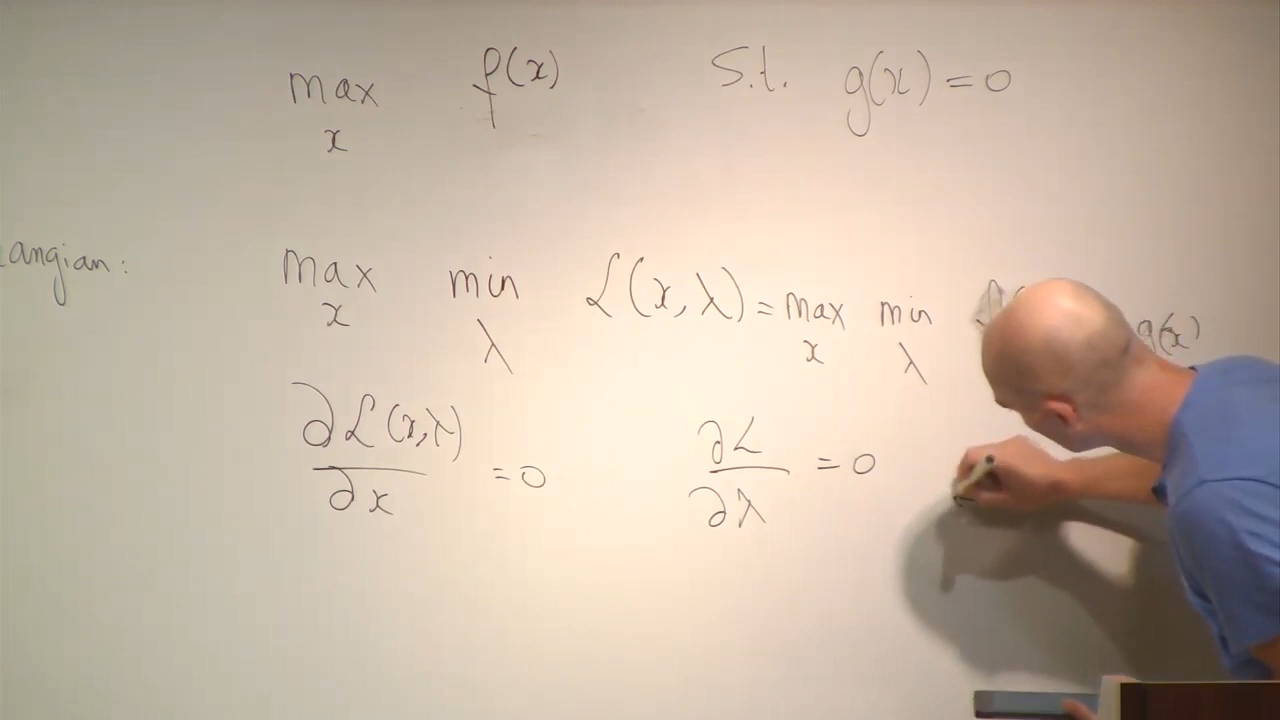 max f(x) s.t. g(x) = 0
x
angian: max min L(x, λ) = max min g(x)
x λ x λ
∂L(x,λ) ∂L
= 0 = 0
∂x ∂λ